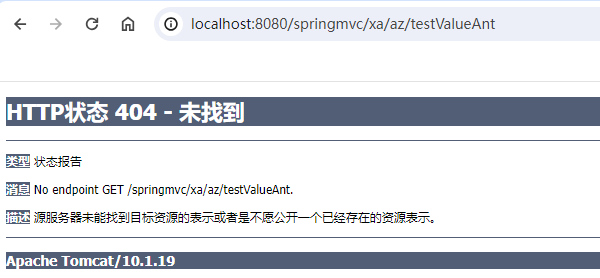 localhost:8080/springmvc/xa/az/testValueAnt
HTTP状态 404 - 未找到
类型 状态报告
消息 No endpoint GET /springmvc/xa/az/testValueAnt.
描述 源服务器未能找到目标资源的表示或者是不愿公开一个已经存在的资源表示。
Apache Tomcat/10.1.19